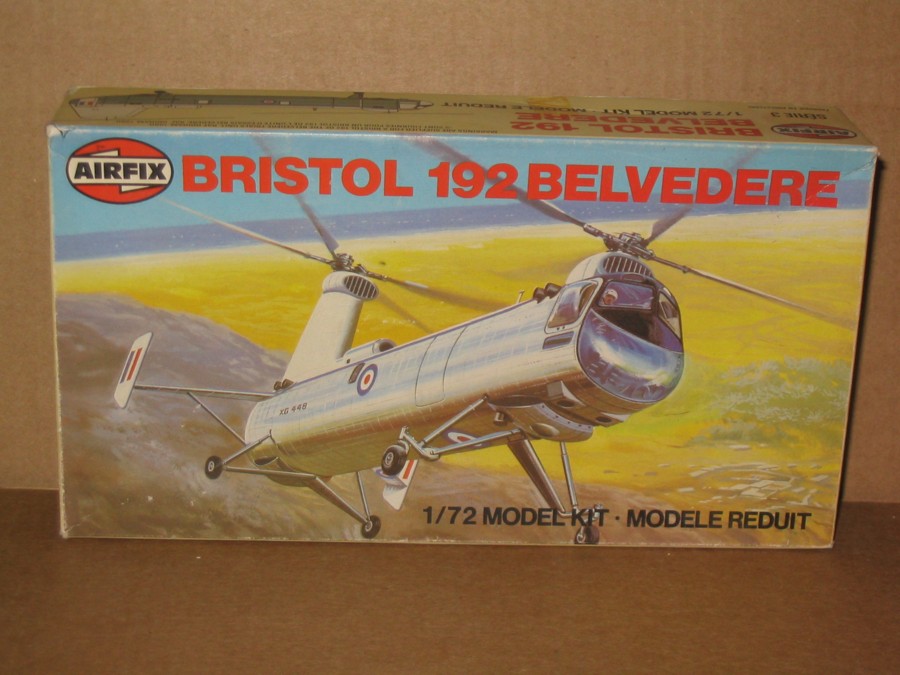 AIRFIX
BRISTOL 192 BELVEDERE
XG 448
1/72 MODEL KIT · MODELE REDUIT
BRISTOL 192
BELVEDERE
1/72 MODEL KIT · MODELE REDUIT
SERIE 3
AIRFIX